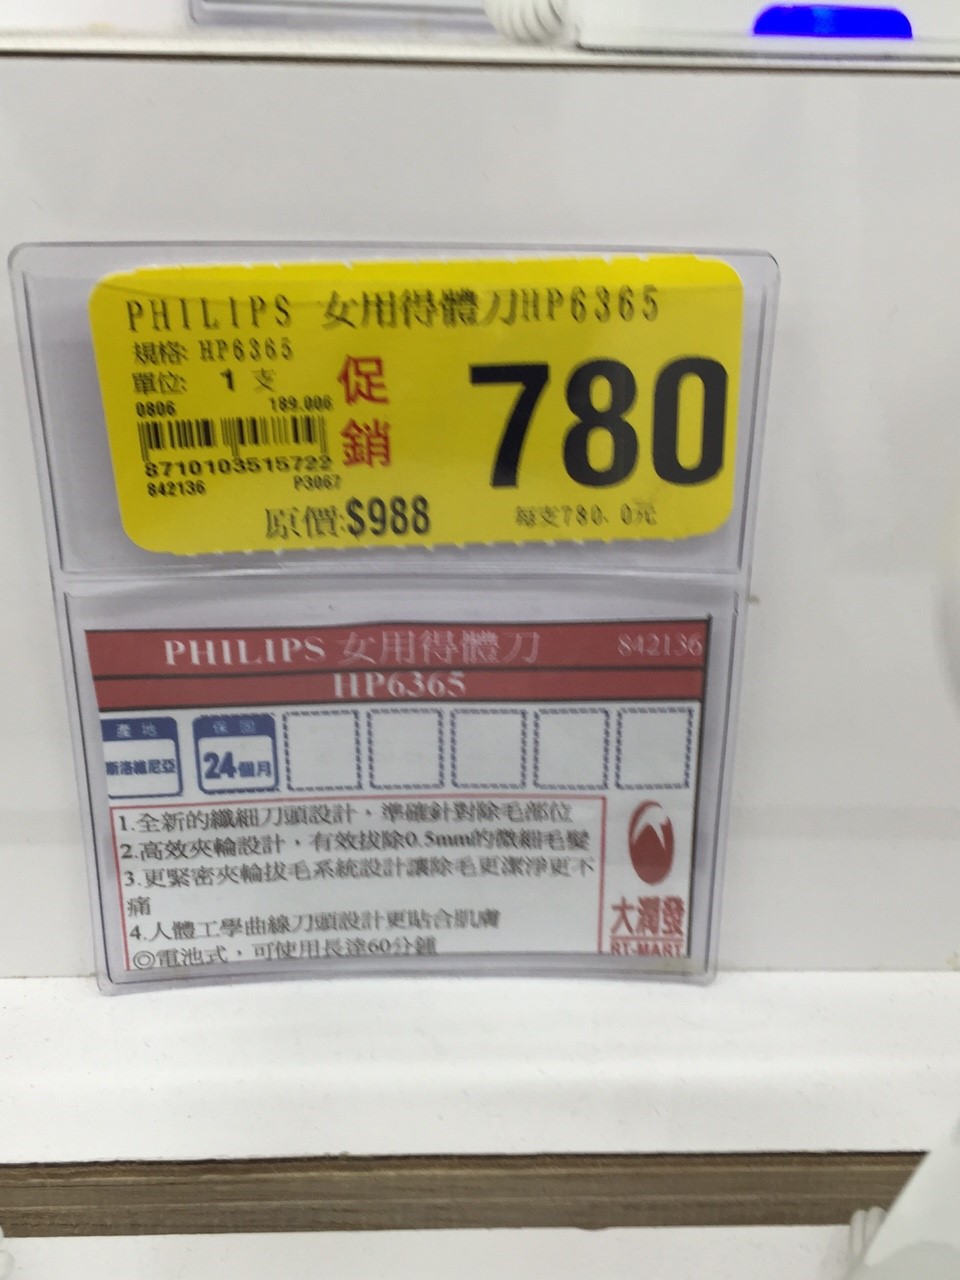 PHILIPS 女用得體刀HP6365
規格: HP6365
單位: 1 支
促銷
780
0806 189.006
8710103515722
842136 P3067
原價:$988
每支780.0元
PHILIPS 女用得體刀 842136
HP6365
產地
斯洛維尼亞
保固
24個月
1.全新的纖細刀頭設計，準確針對除毛部位
2.高效夾輪設計，有效拔除0.5mm的微細毛髮
3.更緊密夾輪拔毛系統設計讓除毛更潔淨更不
痛
4.人體工學曲線刀頭設計更貼合肌膚
◎電池式，可使用長達60分鐘
大潤發
RT-MART